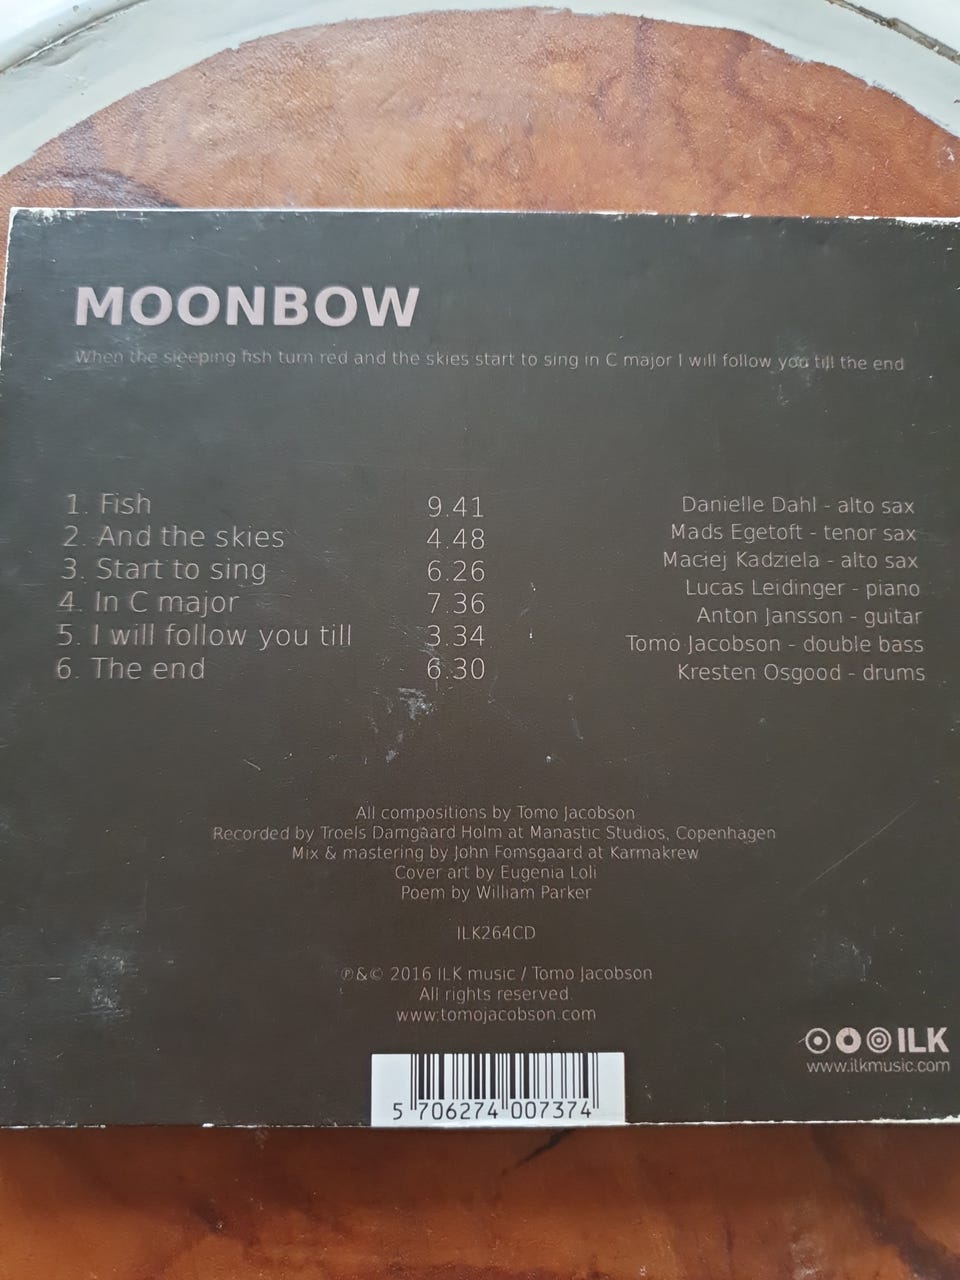 MOONBOW
When the sleeping fish turn red and the skies start to sing in C major I will follow you till the end
1. Fish 9.41
2. And the skies 4.48
3. Start to sing 6.26
4. In C major 7.36
5. I will follow you till 3.34
6. The end 6.30
Danielle Dahl - alto sax
Mads Egetoft - tenor sax
Maciej Kadziela - alto sax
Lucas Leidinger - piano
Anton Jansson - guitar
Tomo Jacobson - double bass
Kresten Osgood - drums
All compositions by Tomo Jacobson
Recorded by Troels Damgaard Holm at Manastic Studios, Copenhagen
Mix & mastering by John Fomsgaard at Karmakrew
Cover art by Eugenia Loli
Poem by William Parker
ILK264CD
℗&© 2016 ILK music / Tomo Jacobson
All rights reserved.
www.tomojacobson.com
ILK
www.ilkmusic.com
5 706274 007374